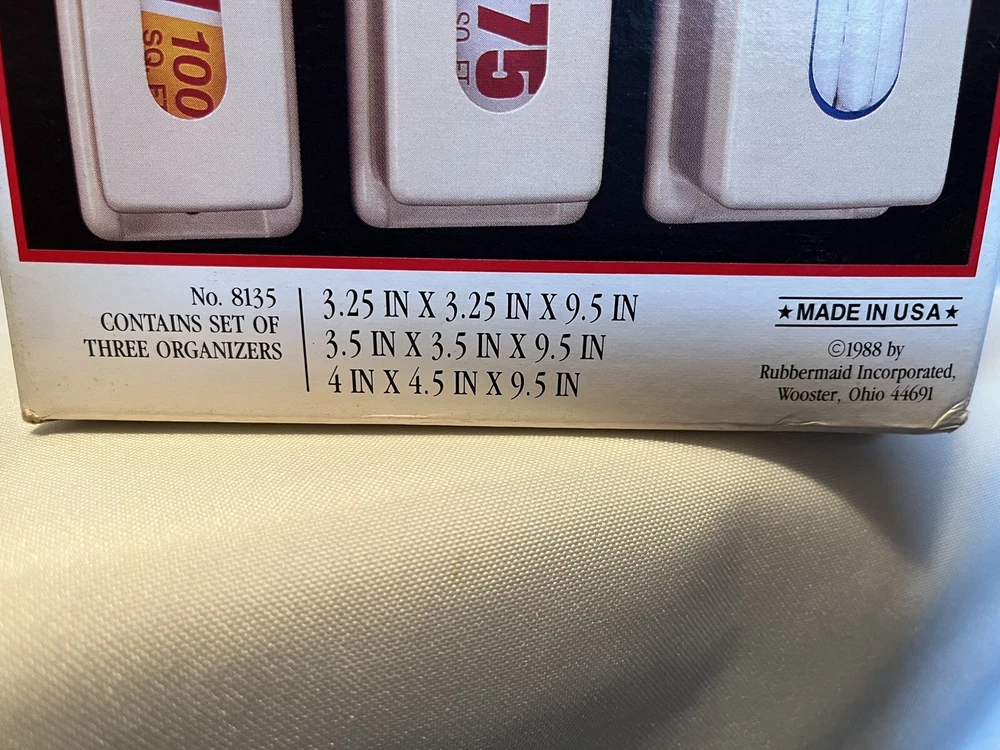 100
SQ. FT
75
SQ. FT
No. 8135
CONTAINS SET OF
THREE ORGANIZERS
3.25 IN X 3.25 IN X 9.5 IN
3.5 IN X 3.5 IN X 9.5 IN
4 IN X 4.5 IN X 9.5 IN
★MADE IN USA★
©1988 by
Rubbermaid Incorporated,
Wooster, Ohio 44691